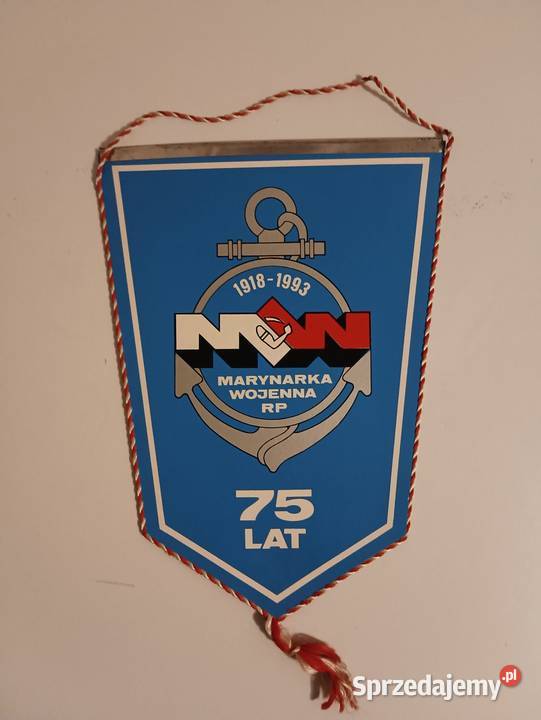 1918-1993
MW
MARYNARKA
WOJENNA
RP
75
LAT
Sprzedajemy.pl